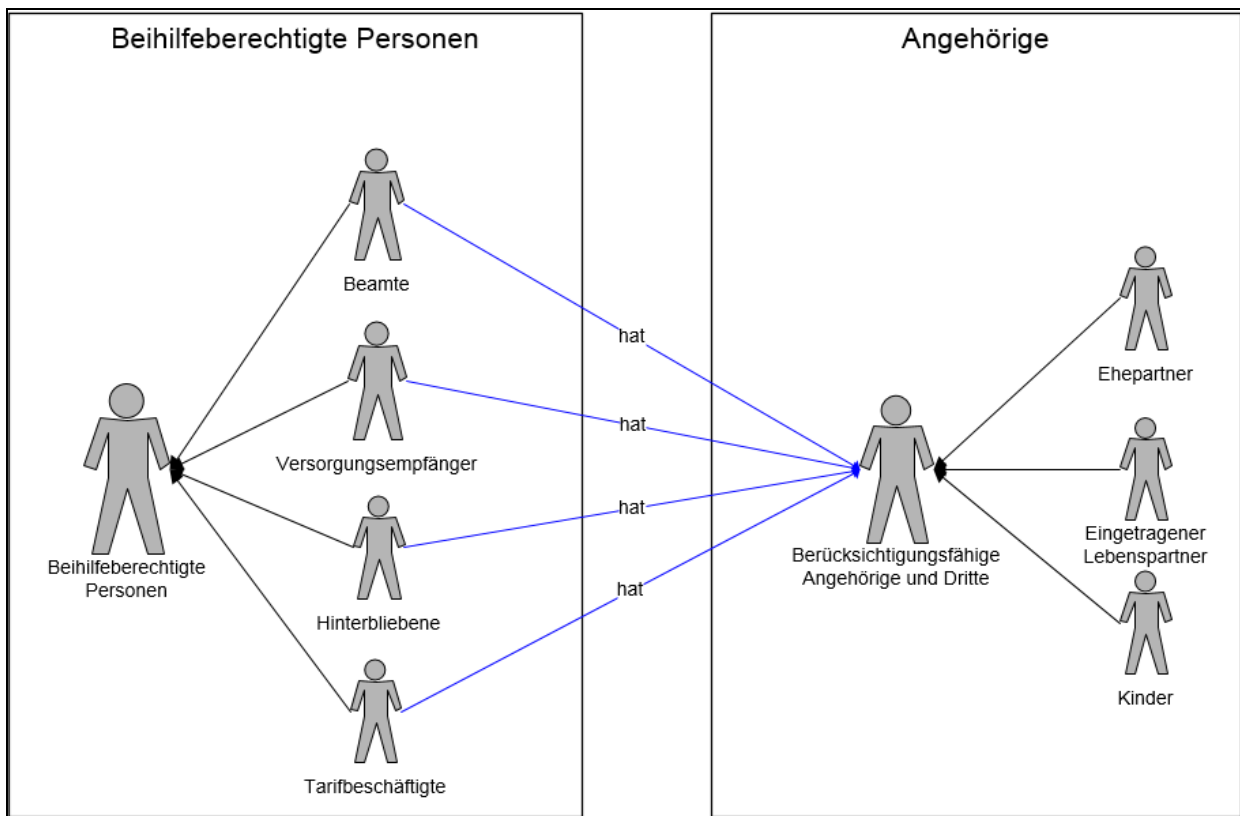 Beihilfeberechtigte Personen
Angehörige
Beamte
hat
Ehepartner
hat
Versorgungsempfänger
hat
Eingetragener
Lebenspartner
Beihilfeberechtigte
Personen
Berücksichtigungsfähige
Angehörige und Dritte
hat
Hinterbliebene
Kinder
Tarifbeschäftigte